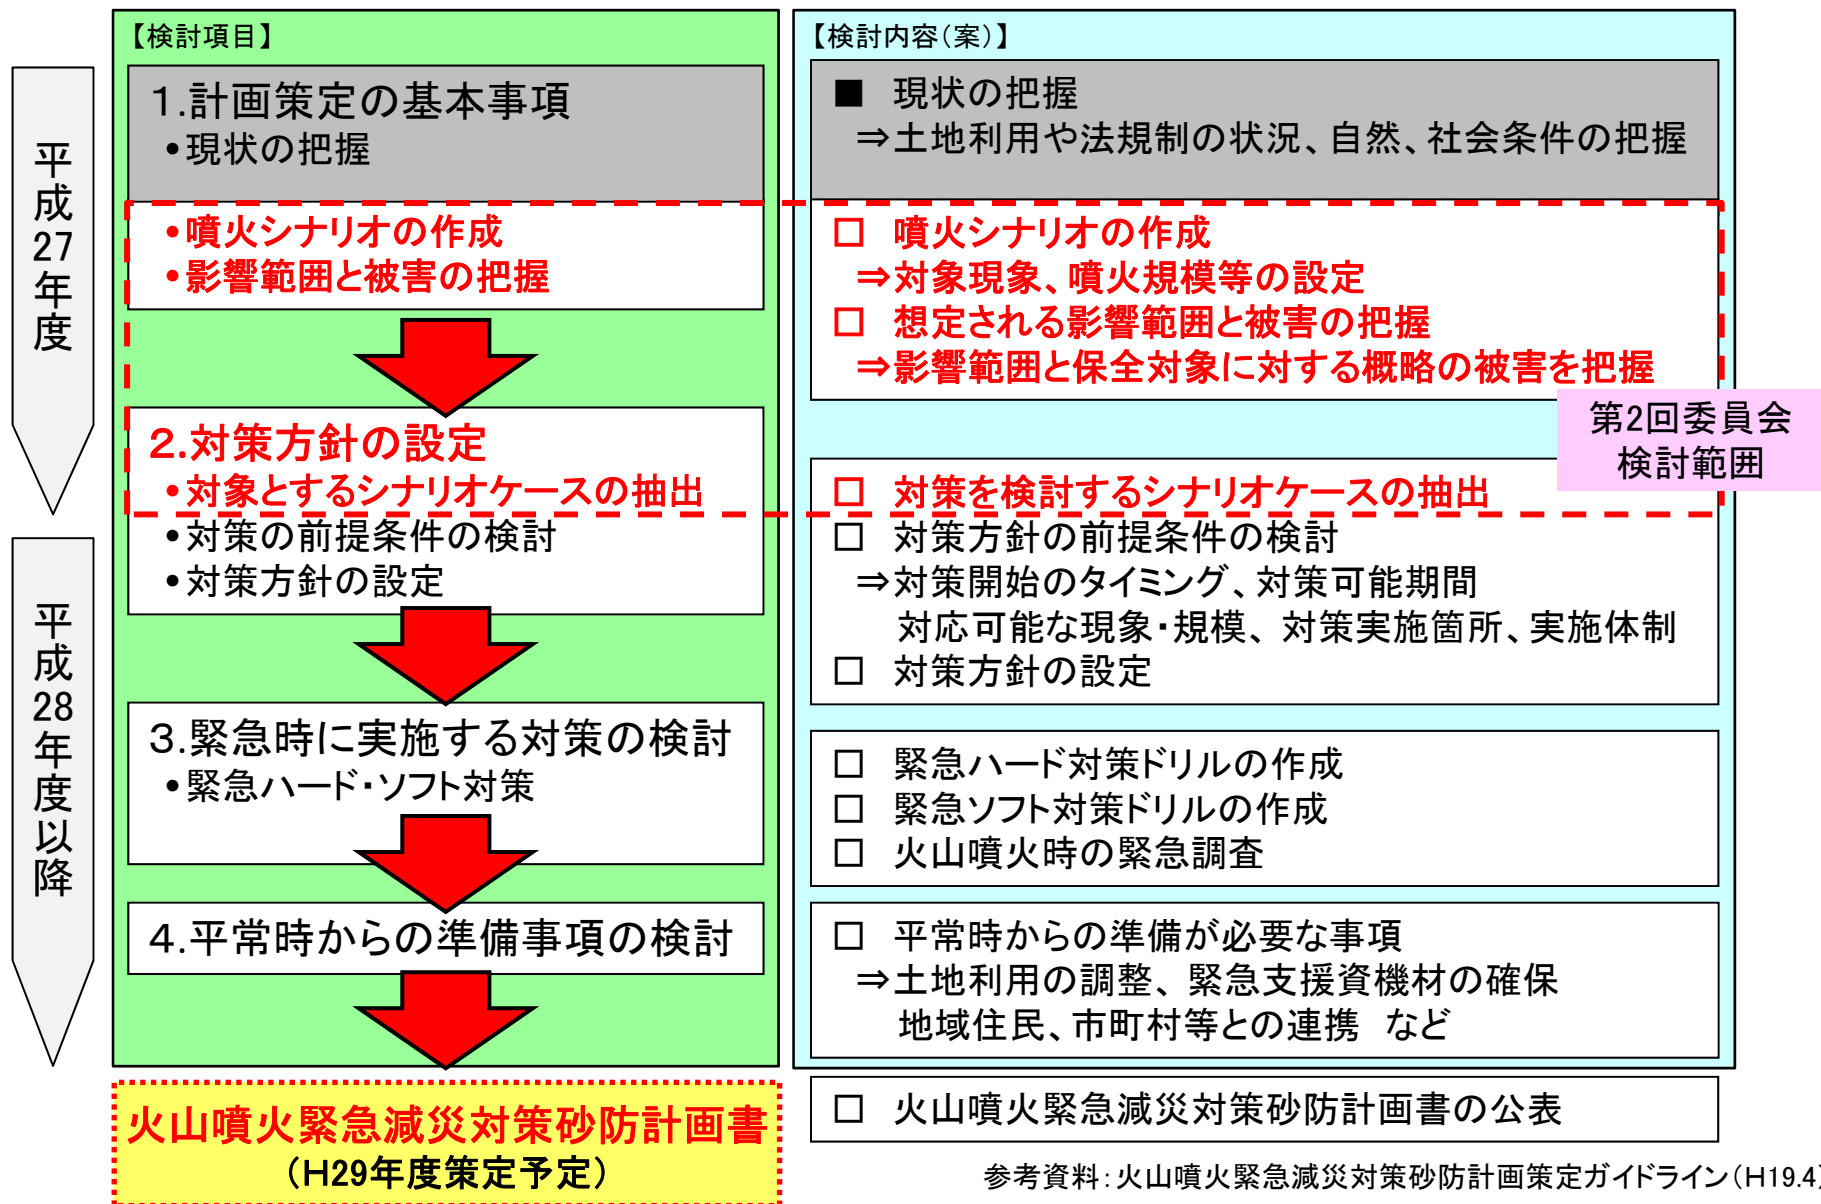 平成27年度
平成28年度以降
【検討項目】
1.計画策定の基本事項
•現状の把握
•噴火シナリオの作成
•影響範囲と被害の把握
2.対策方針の設定
•対象とするシナリオケースの抽出
•対策の前提条件の検討
•対策方針の設定
3.緊急時に実施する対策の検討
•緊急ハード・ソフト対策
4.平常時からの準備事項の検討
火山噴火緊急減災対策砂防計画書
(H29年度策定予定)
【検討内容(案)】
■ 現状の把握
⇒土地利用や法規制の状況、自然、社会条件の把握
□ 噴火シナリオの作成
⇒対象現象、噴火規模等の設定
□ 想定される影響範囲と被害の把握
⇒影響範囲と保全対象に対する概略の被害を把握
第2回委員会
検討範囲
□ 対策を検討するシナリオケースの抽出
□ 対策方針の前提条件の検討
⇒対策開始のタイミング、対策可能期間
対応可能な現象・規模、対策実施箇所、実施体制
□ 対策方針の設定
□ 緊急ハード対策ドリルの作成
□ 緊急ソフト対策ドリルの作成
□ 火山噴火時の緊急調査
□ 平常時からの準備が必要な事項
⇒土地利用の調整、緊急支援資機材の確保
地域住民、市町村等との連携 など
□ 火山噴火緊急減災対策砂防計画書の公表
参考資料:火山噴火緊急減災対策砂防計画策定ガイドライン(H19.4)